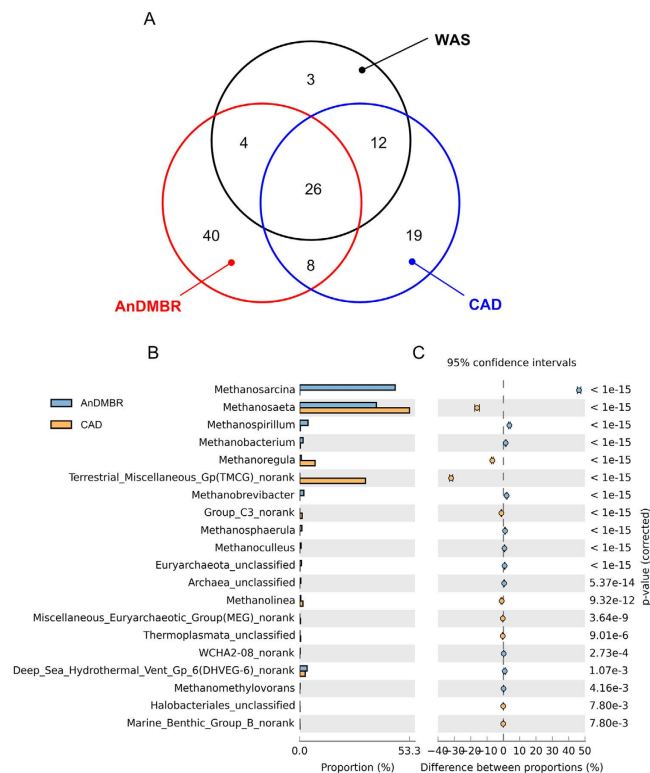 A
WAS
3
4
12
26
40
19
8
AnDMBR
CAD
B
C
95% confidence intervals
AnDMBR
CAD
Methanosarcina < 1e-15
Methanosaeta < 1e-15
Methanospirillum < 1e-15
Methanobacterium < 1e-15
Methanoregula < 1e-15
Terrestrial_Miscellaneous_Gp(TMCG)_norank < 1e-15
Methanobrevibacter < 1e-15
Group_C3_norank < 1e-15
Methanosphaerula < 1e-15
Methanoculleus < 1e-15
Euryarchaeota_unclassified < 1e-15
Archaea_unclassified 5.37e-14
Methanolinea 9.32e-12
Miscellaneous_Euryarchaeotic_Group(MEG)_norank 3.64e-9
Thermoplasmata_unclassified 9.01e-6
WCHA2-08_norank 2.73e-4
Deep_Sea_Hydrothermal_Vent_Gp_6(DHVEG-6)_norank 1.07e-3
Methanomethylovorans 4.16e-3
Halobacteriales_unclassified 7.80e-3
Marine_Benthic_Group_B_norank 7.80e-3
p-value (corrected)
0.0 53.3 −40 −30 −20 −10 0 10 20 30 40 50
Proportion (%) Difference between proportions (%)